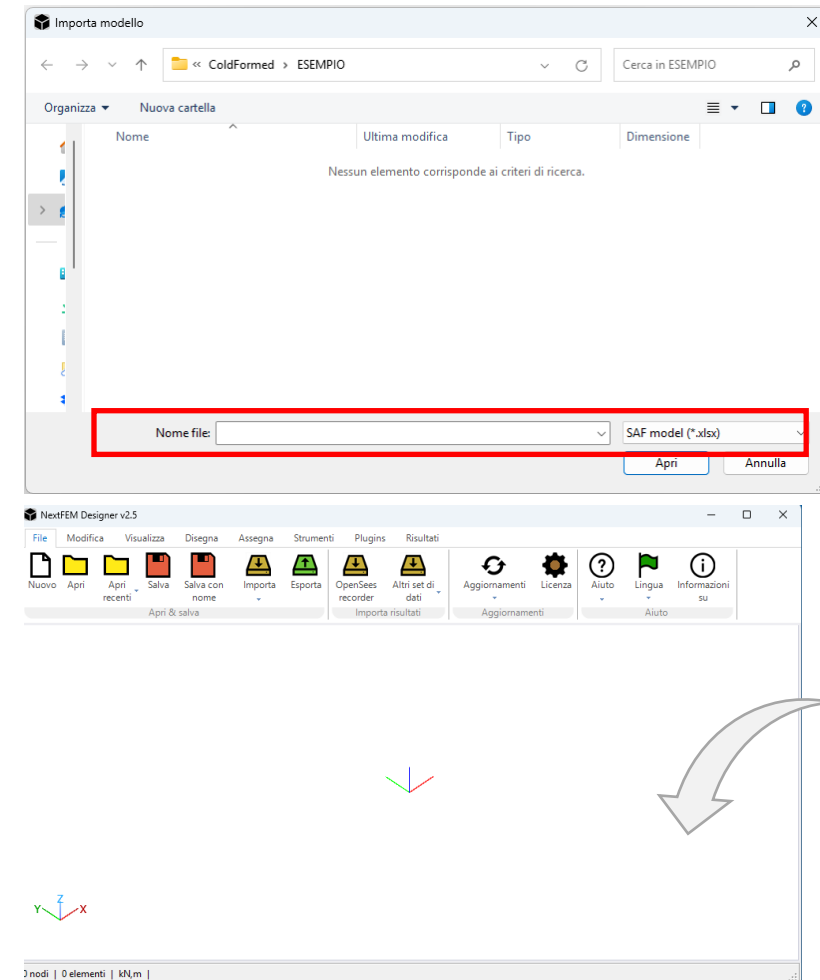 Importa modello
« ColdFormed › ESEMPIO
Cerca in ESEMPIO
Organizza
Nuova cartella
Nome
Ultima modifica
Tipo
Dimensione
Nessun elemento corrisponde ai criteri di ricerca.
Nome file:
SAF model (*.xlsx)
Apri
Annulla
NextFEM Designer v2.5
File Modifica Visualizza Disegna Assegna Strumenti Plugins Risultati
Nuovo Apri Apri recenti Salva Salva con nome Importa Esporta OpenSees recorder Altri set di dati Aggiornamenti Licenza Aiuto Lingua Informazioni su
Apri & salva Importa risultati Aggiornamenti Aiuto
Z
Y X
0 nodi | 0 elementi | kN,m |